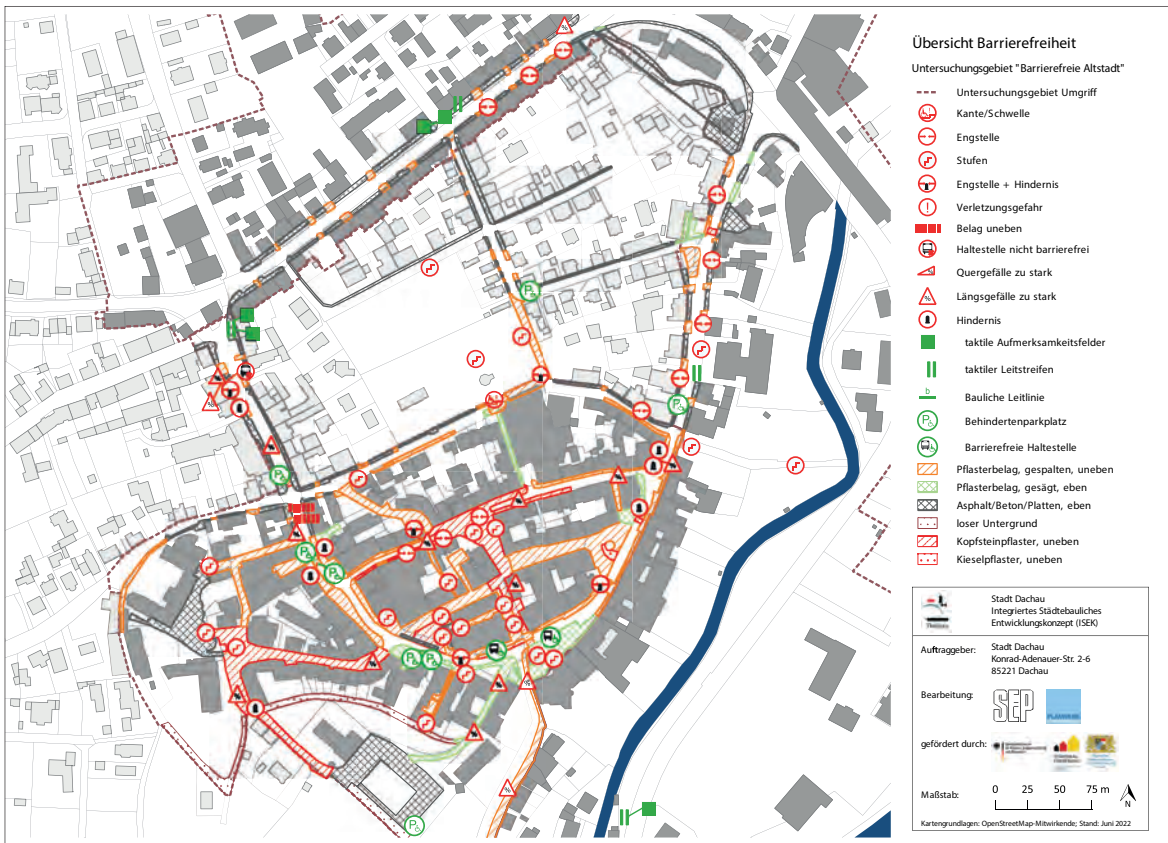 Übersicht Barrierefreiheit
Untersuchungsgebiet "Barrierefreie Altstadt"
Untersuchungsgebiet Umgriff
Kante/Schwelle
Engstelle
Stufen
Engstelle + Hindernis
Verletzungsgefahr
Belag uneben
Haltestelle nicht barrierefrei
Quergefälle zu stark
Längsgefälle zu stark
Hindernis
taktile Aufmerksamkeitsfelder
taktiler Leitstreifen
b
Bauliche Leitlinie
Behindertenparkplatz
Barrierefreie Haltestelle
Pflasterbelag, gespalten, uneben
Pflasterbelag, gesägt, eben
Asphalt/Beton/Platten, eben
loser Untergrund
Kopfsteinpflaster, uneben
Kieselpflaster, uneben
Stadt Dachau
Integriertes Städtebauliches
Entwicklungskonzept (ISEK)
Auftraggeber:
Stadt Dachau
Konrad-Adenauer-Str. 2-6
85221 Dachau
Bearbeitung:
SEP
gefördert durch:
Maßstab:
0 25 50 75 m
N
Kartengrundlagen: OpenStreetMap-Mitwirkende; Stand: Juni 2022